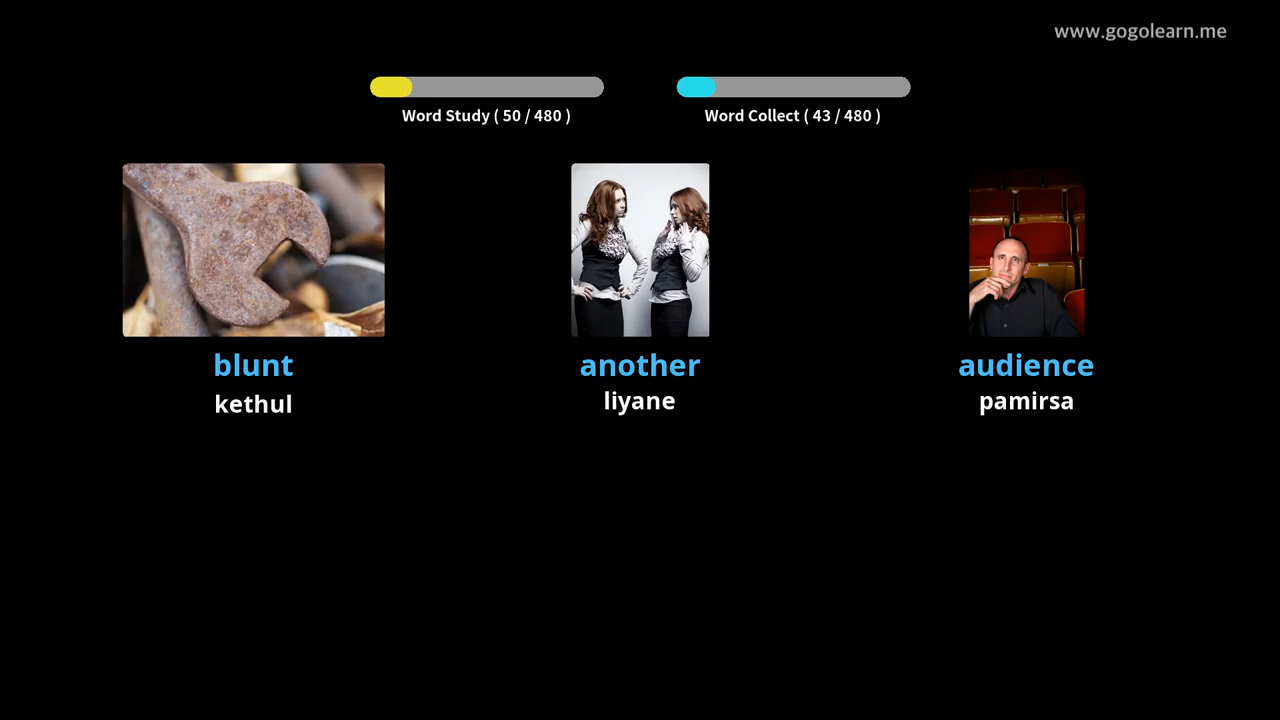 www.gogolearn.me
Word Study ( 50 / 480 )
Word Collect ( 43 / 480 )
blunt
kethul
another
liyane
audience
pamirsa